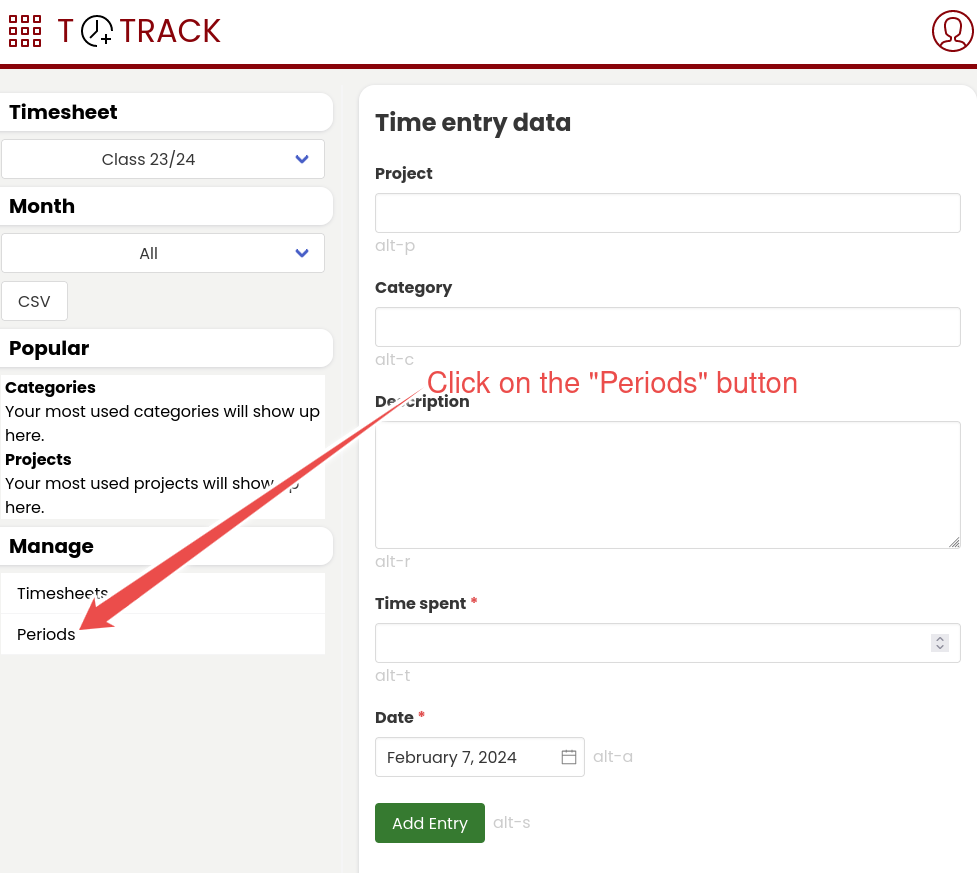 T TRACK
Timesheet
Class 23/24
Month
All
CSV
Popular
Categories
Your most used categories will show up
here.
Projects
Your most used projects will show up
here.
Manage
Timesheets
Periods
Time entry data
Project
alt-p
Category
alt-c
Click on the "Periods" button
Description
alt-r
Time spent *
alt-t
Date *
February 7, 2024
alt-a
Add Entry
alt-s